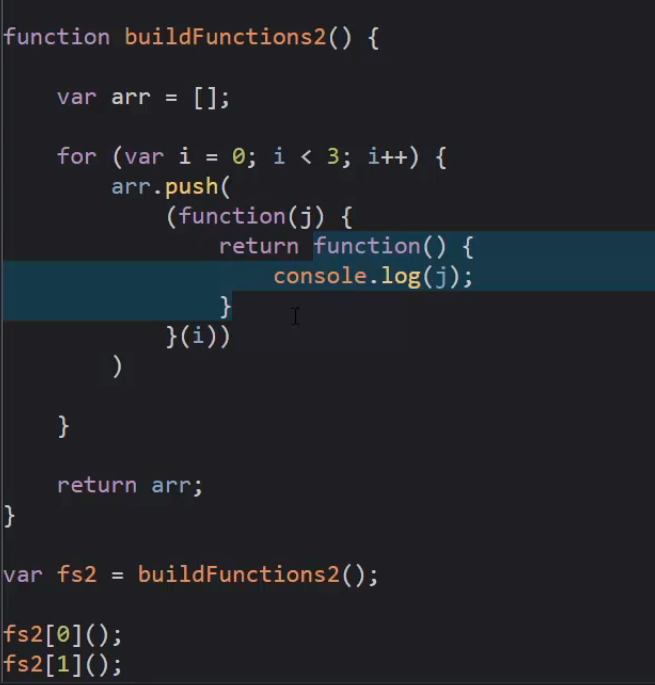 function buildFunctions2() {
    var arr = [];
    for (var i = 0; i < 3; i++) {
        arr.push(
            (function(j) {
                return function() {
                    console.log(j);
                }
            }(i))
        )
    }
    return arr;
}
var fs2 = buildFunctions2();
fs2[0]();
fs2[1]();